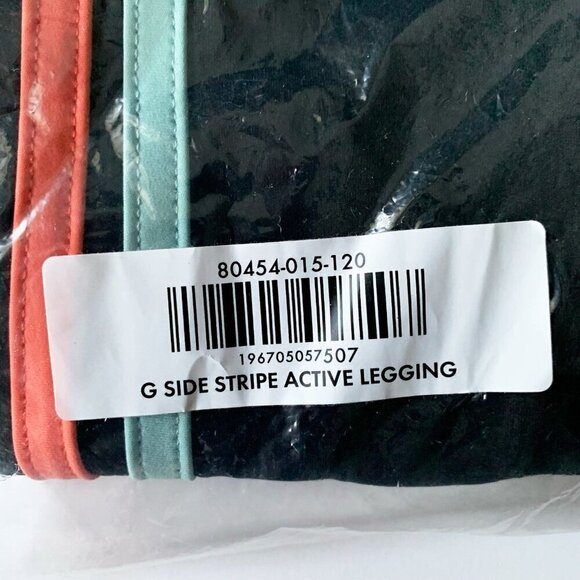 80454-015-120
196705057507
G SIDE STRIPE ACTIVE LEGGING